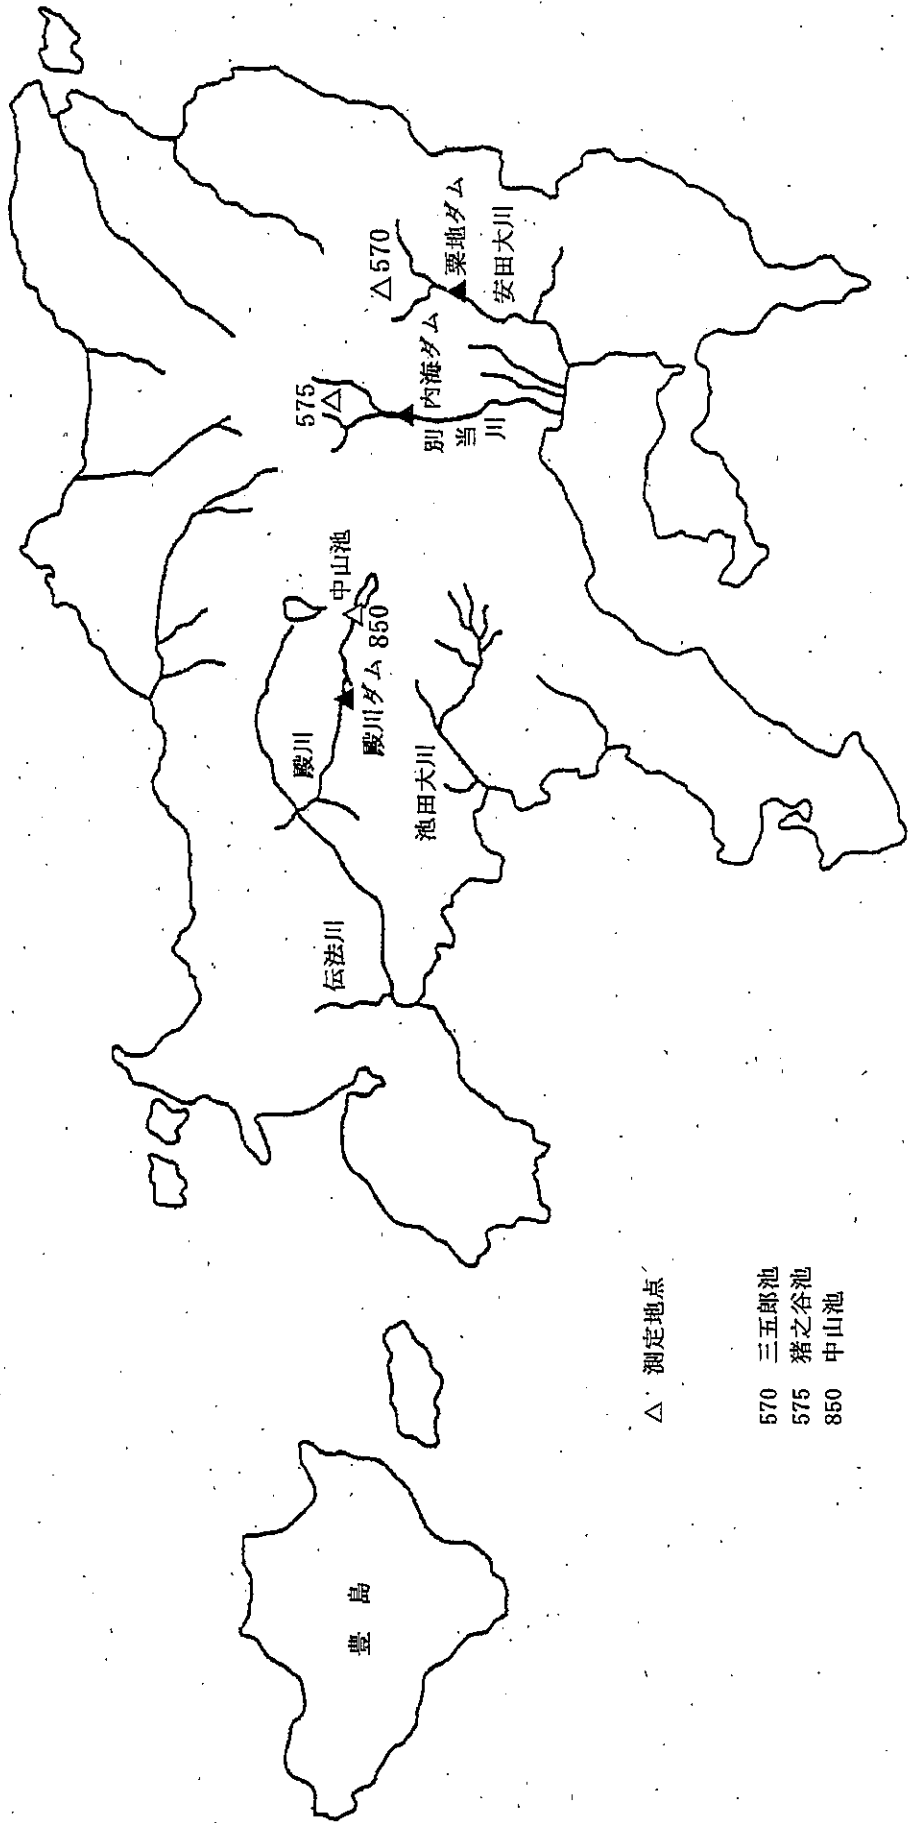 豊島
伝法川
殿川
殿川ダム
中山池
850
池田大川
575
内海ダム
別当川
△570
粟地ダム
安田大川
△ 測定地点
570 三五郎池
575 猪之谷池
850 中山池